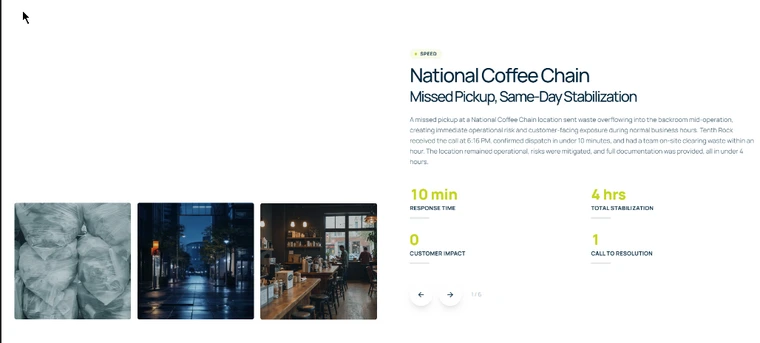 + SPEED
National Coffee Chain
Missed Pickup, Same-Day Stabilization
A missed pickup at a National Coffee Chain location sent waste overflowing into the backroom mid-operation,
creating immediate operational risk and customer-facing exposure during normal business hours. Tenth Rock
received the call at 6:16 PM, confirmed dispatch in under 10 minutes, and had a team on-site clearing waste within an
hour. The location remained operational, risks were mitigated, and full documentation was provided, all in under 4
hours.
10 min
RESPONSE TIME
4 hrs
TOTAL STABILIZATION
0
CUSTOMER IMPACT
1
CALL TO RESOLUTION